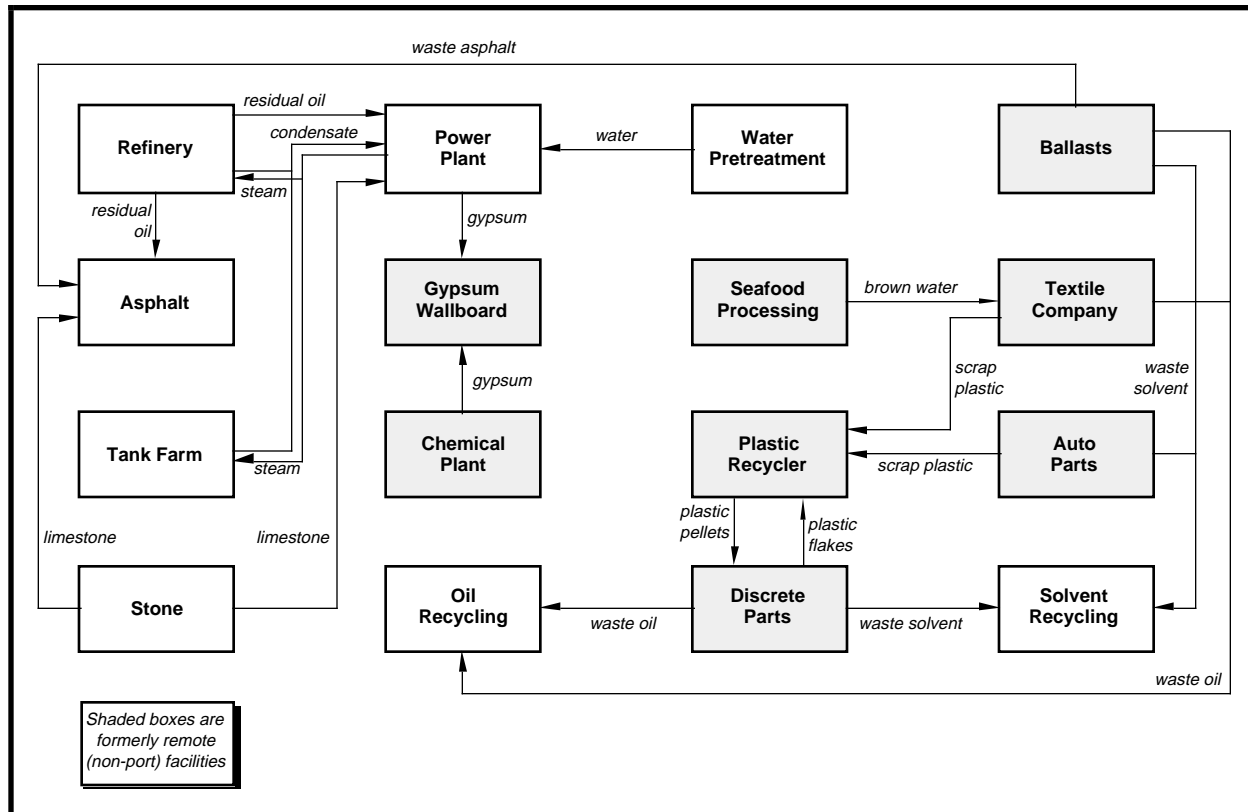 waste asphalt
residual oil
Refinery
condensate
Power
Plant
water
Water
Pretreatment
Ballasts
steam
residual
oil
gypsum
Asphalt
Gypsum
Wallboard
Seafood
Processing
brown water
Textile
Company
gypsum
scrap
plastic
waste
solvent
Tank Farm
steam
Chemical
Plant
Plastic
Recycler
scrap plastic
Auto
Parts
limestone
limestone
plastic
pellets
plastic
flakes
Stone
Oil
Recycling
waste oil
Discrete
Parts
waste solvent
Solvent
Recycling
waste oil
Shaded boxes are
formerly remote
(non-port) facilities